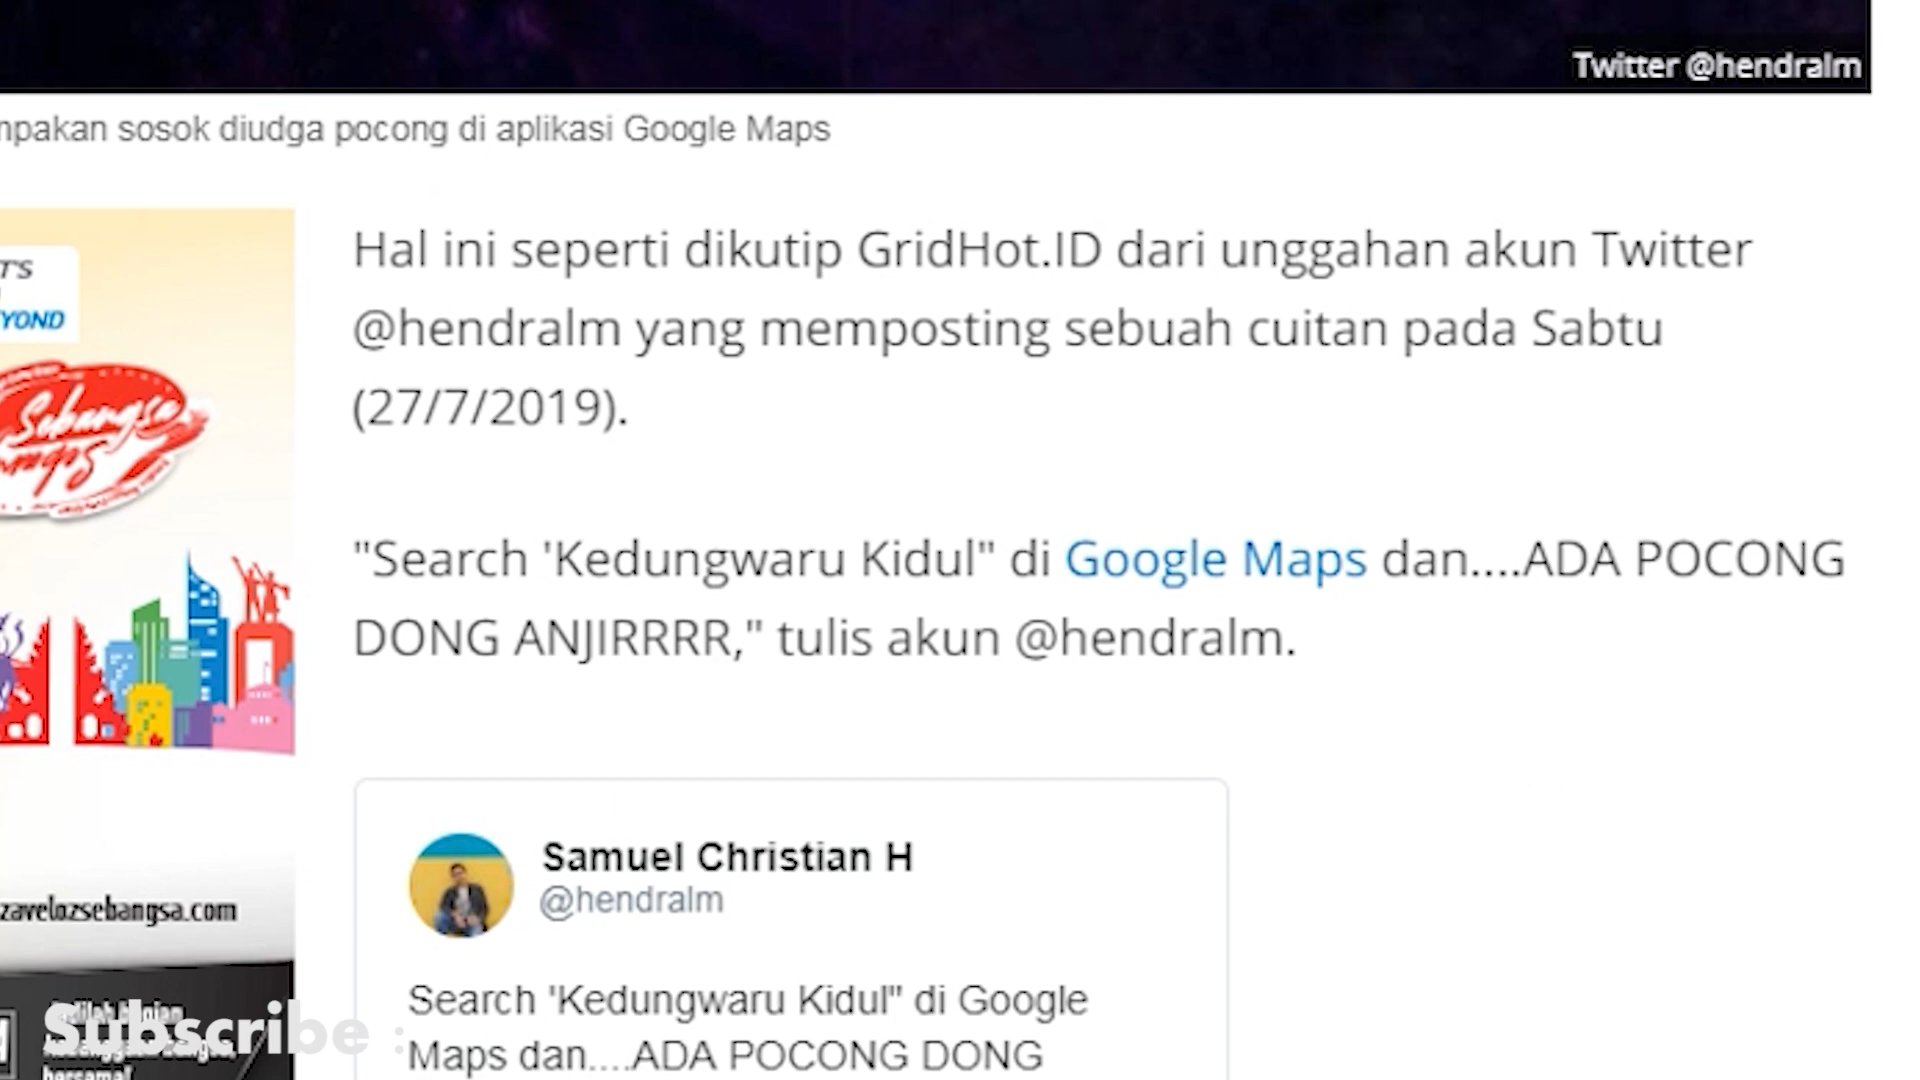 Twitter @hendralm
mpakan sosok diudga pocong di aplikasi Google Maps
Hal ini seperti dikutip GridHot.ID dari unggahan akun Twitter
@hendralm yang memposting sebuah cuitan pada Sabtu
(27/7/2019).
"Search 'Kedungwaru Kidul" di Google Maps dan....ADA POCONG
DONG ANJIRRRR," tulis akun @hendralm.
T'S
YOND
Sebangsa
zavelozsebangsa.com
Samuel Christian H
@hendralm
Search 'Kedungwaru Kidul" di Google
Maps dan....ADA POCONG DONG
Subscribe :
bersama!